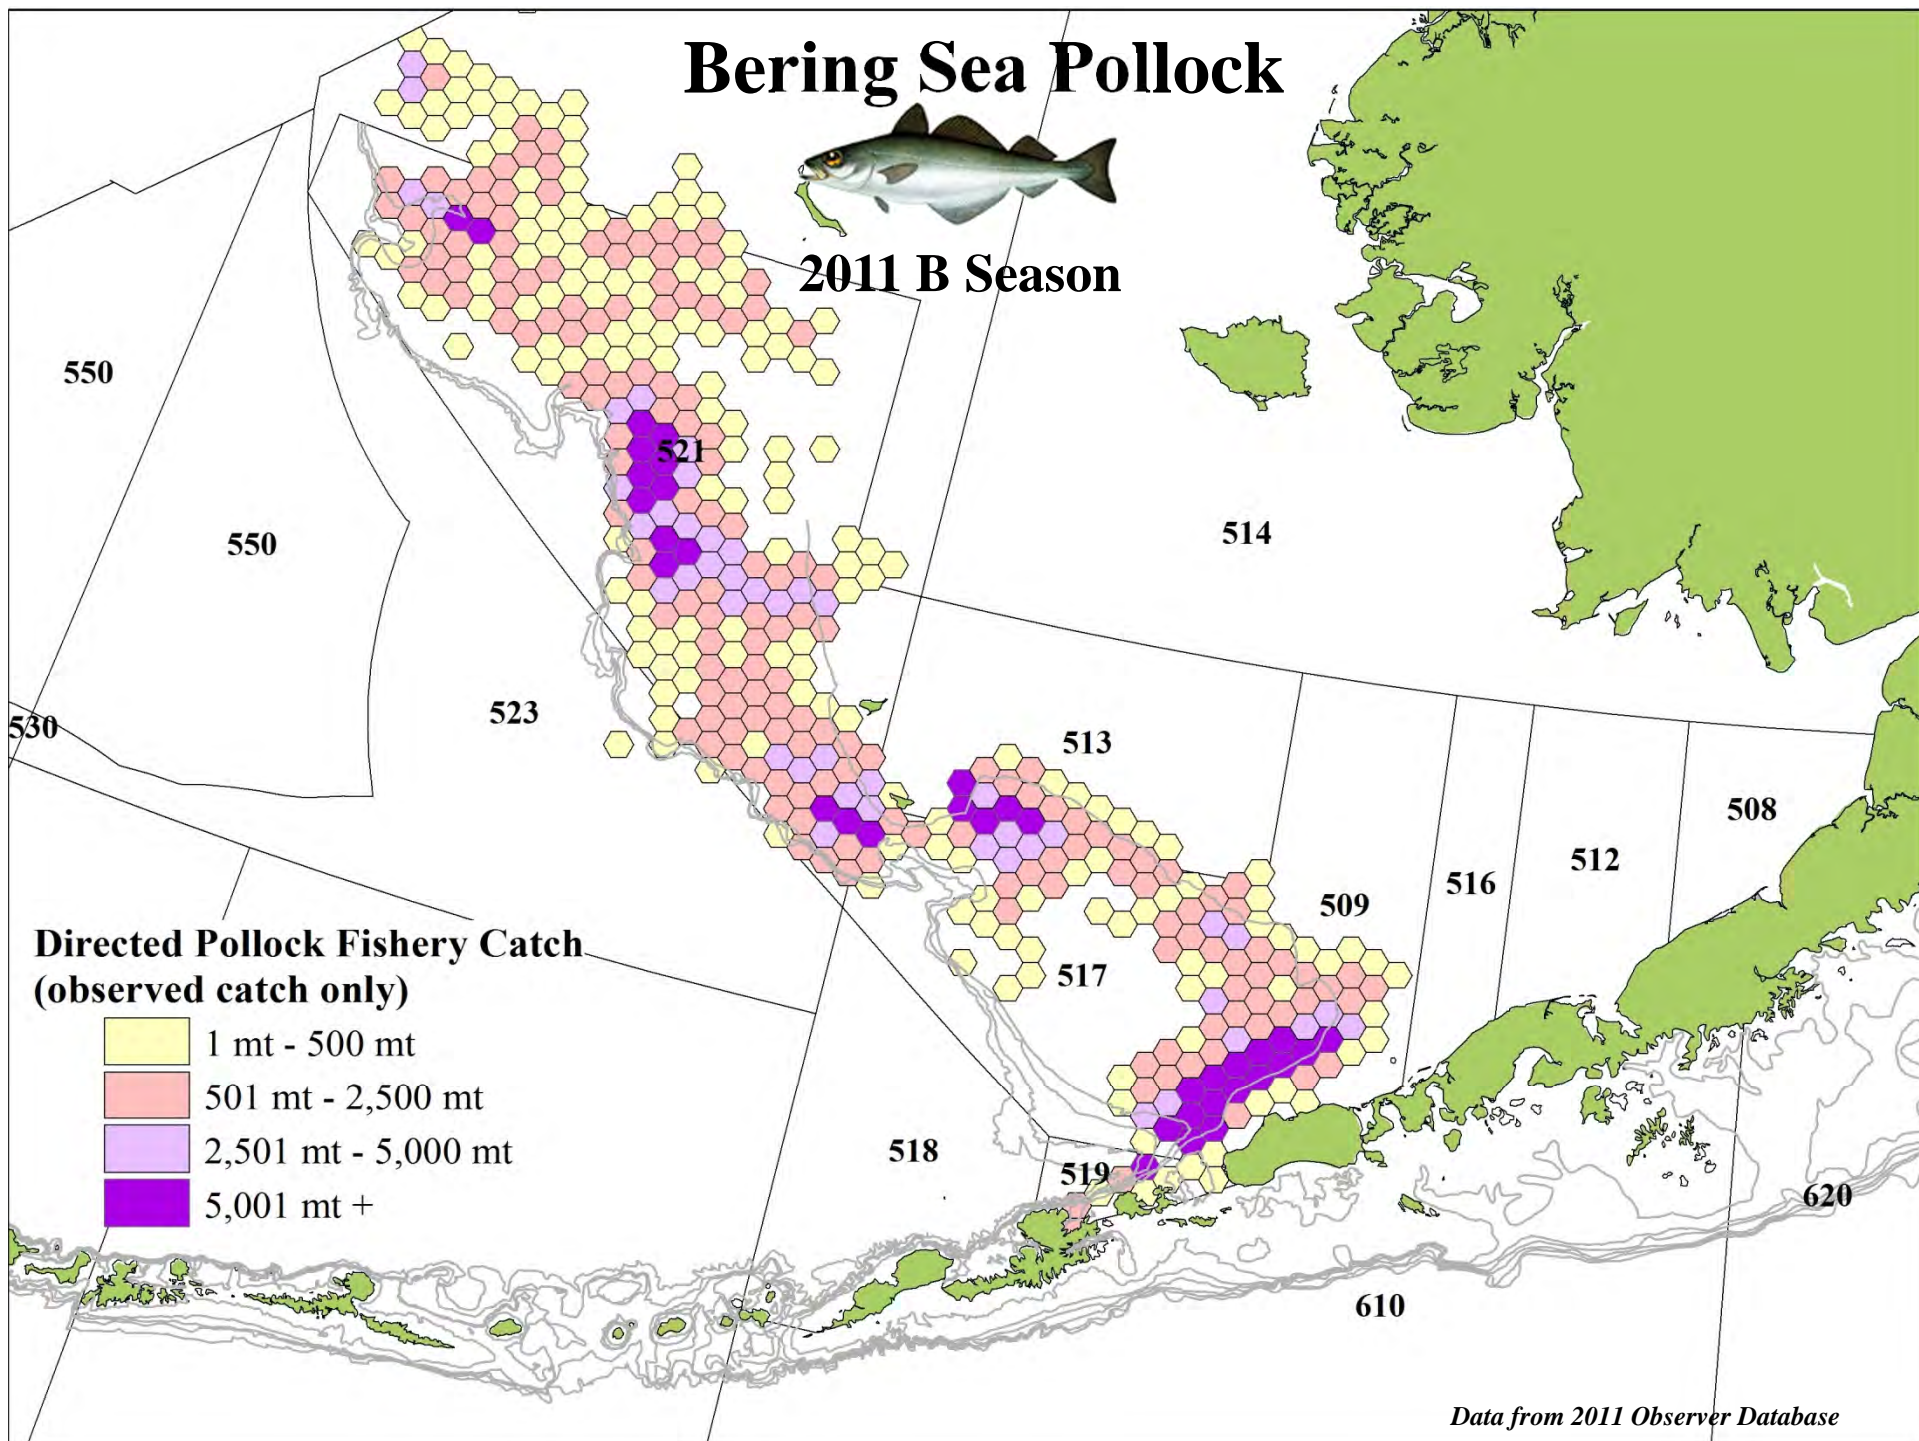 Bering Sea Pollock
2011 B Season
550
521
550
514
530
523
513
508
512
516
509
517
518
519
620
610
Directed Pollock Fishery Catch
(observed catch only)
1 mt - 500 mt
501 mt - 2,500 mt
2,501 mt - 5,000 mt
5,001 mt +
Data from 2011 Observer Database